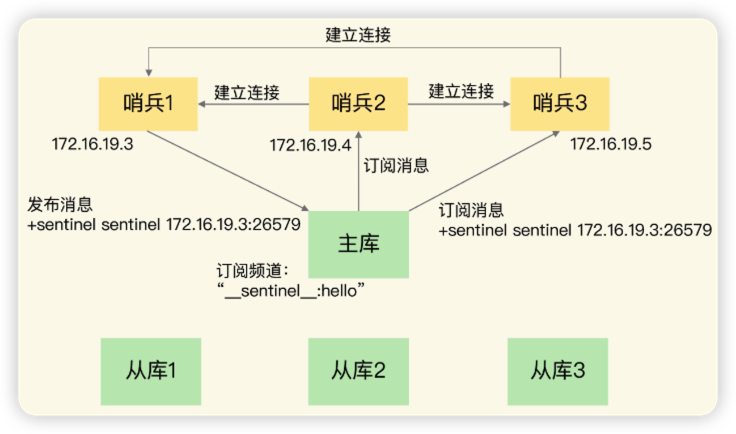 建立连接
建立连接
建立连接
哨兵1
哨兵2
哨兵3
172.16.19.3
172.16.19.4
172.16.19.5
订阅消息
发布消息
+sentinel sentinel 172.16.19.3:26579
订阅消息
+sentinel sentinel 172.16.19.3:26579
主库
订阅频道：
“__sentinel__:hello”
从库1
从库2
从库3